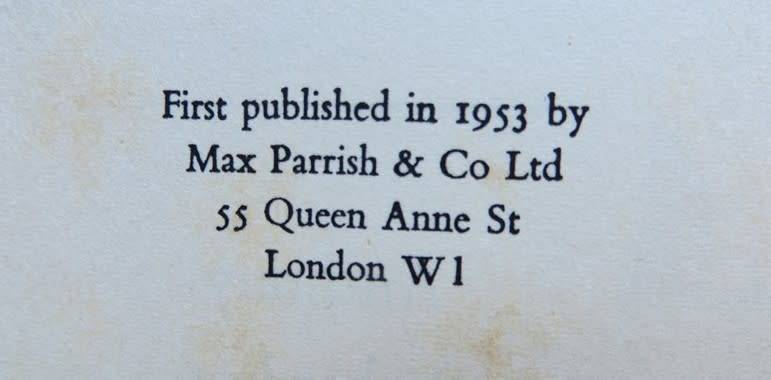 First published in 1953 by
Max Parrish & Co Ltd
55 Queen Anne St
London W1